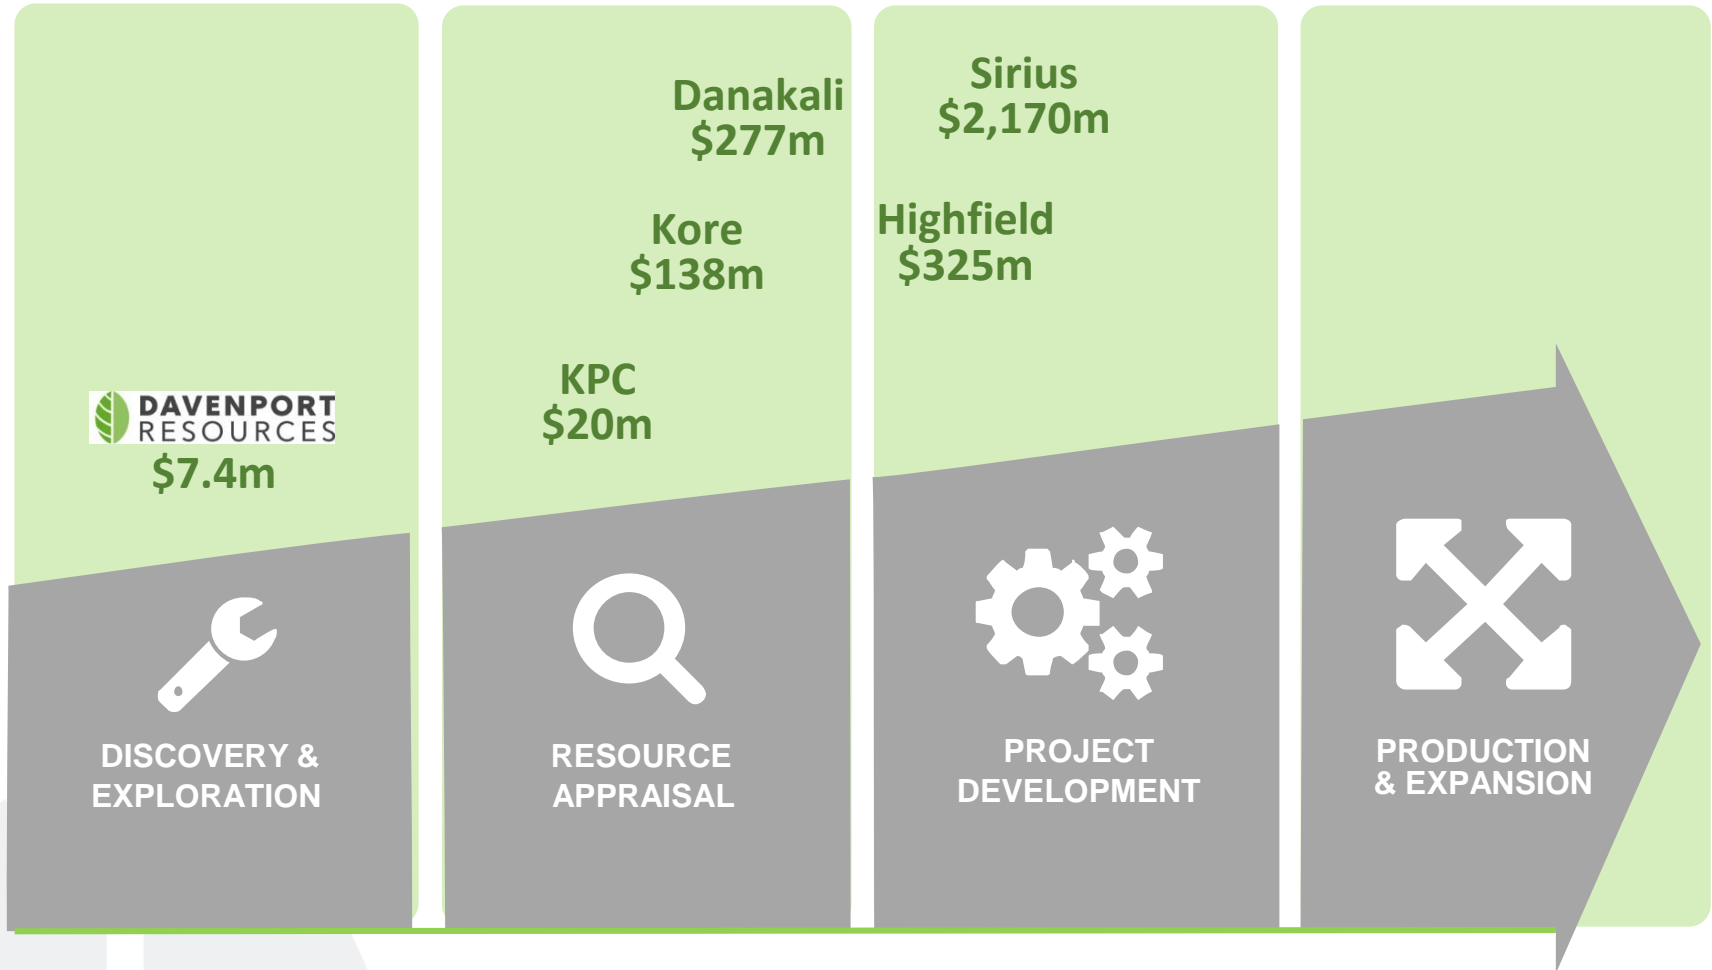 DAVENPORT
RESOURCES
$7.4m
DISCOVERY &
EXPLORATION
Danakali
$277m
Kore
$138m
KPC
$20m
RESOURCE
APPRAISAL
Sirius
$2,170m
Highfield
$325m
PROJECT
DEVELOPMENT
PRODUCTION
& EXPANSION